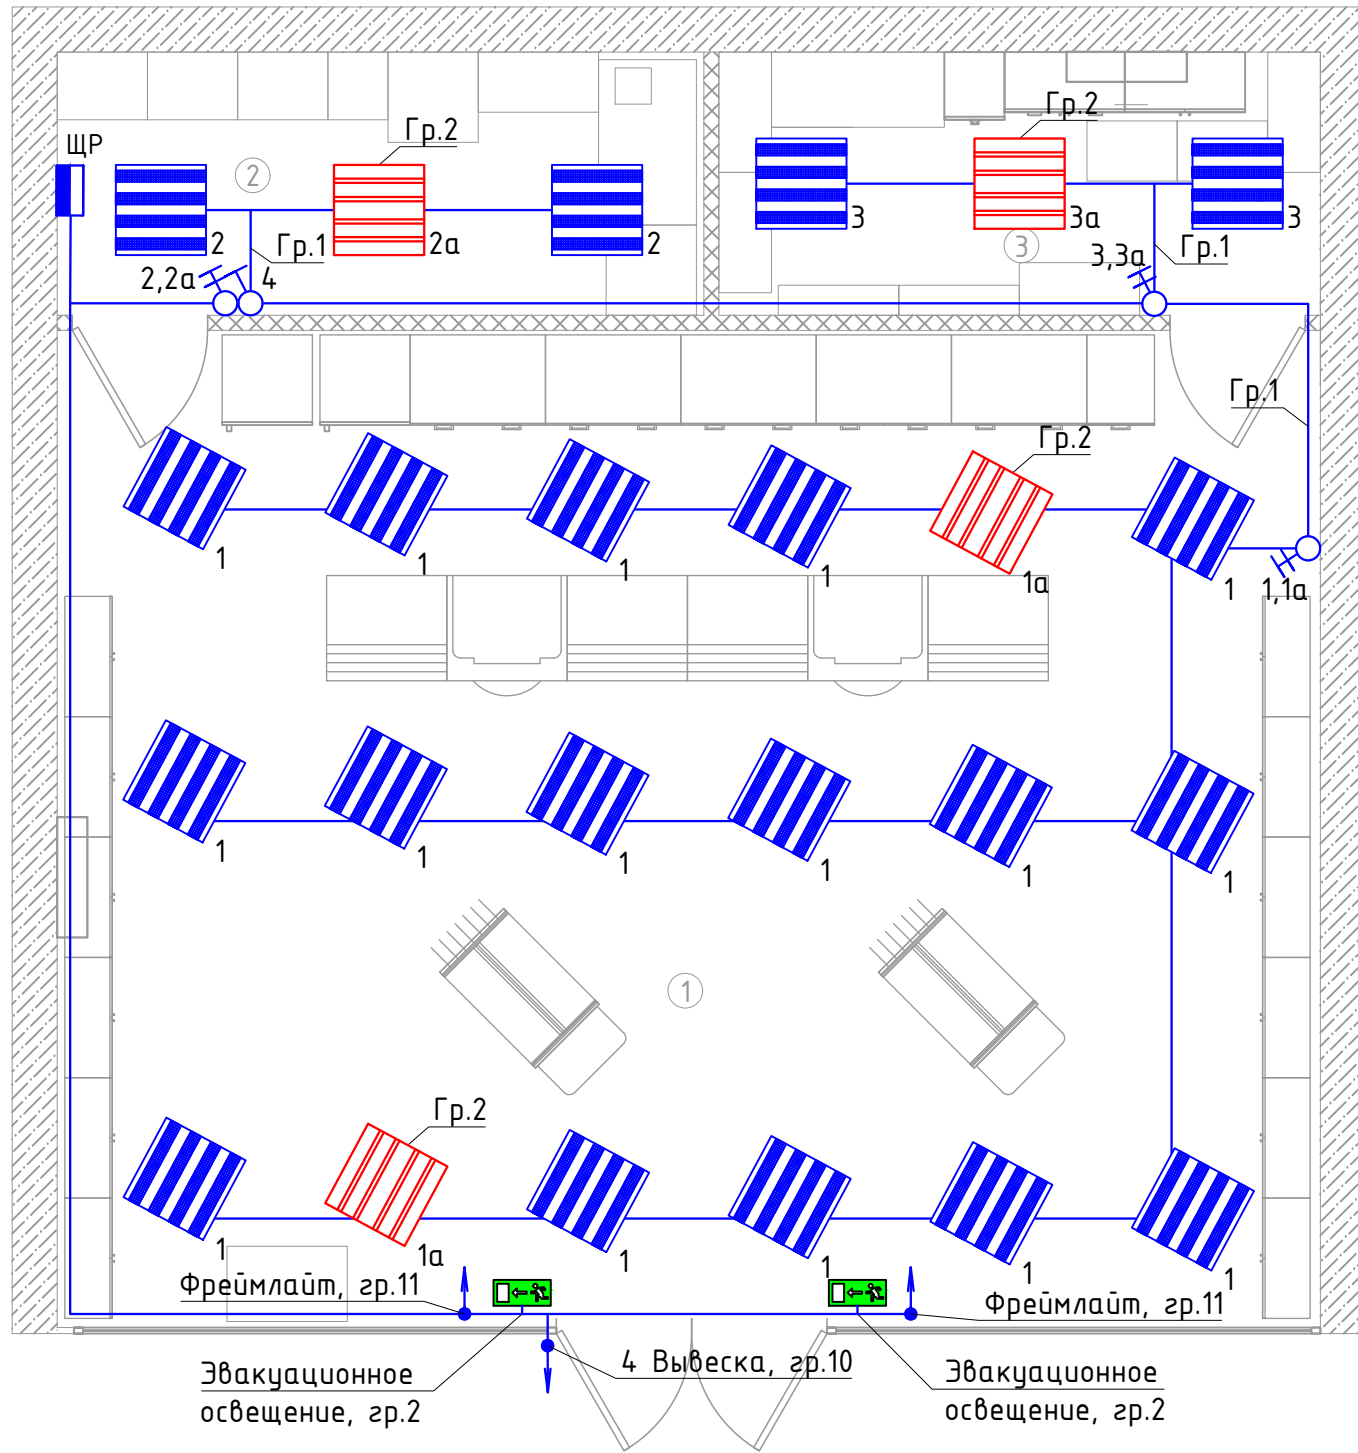 Гр.2
Гр.2
ЩР
2
2
2а
2
3
3а
3
Гр.1
3
3,3а
Гр.1
2,2а
4
Гр.1
Гр.2
1
1
1
1
1а
1
1,1а
1
1
1
1
1
1
1
Гр.2
1
1а
1
1
1
1
Фреймлайт, гр.11
Фреймлайт, гр.11
4 Вывеска, гр.10
Эвакуационное
освещение, гр.2
Эвакуационное
освещение, гр.2